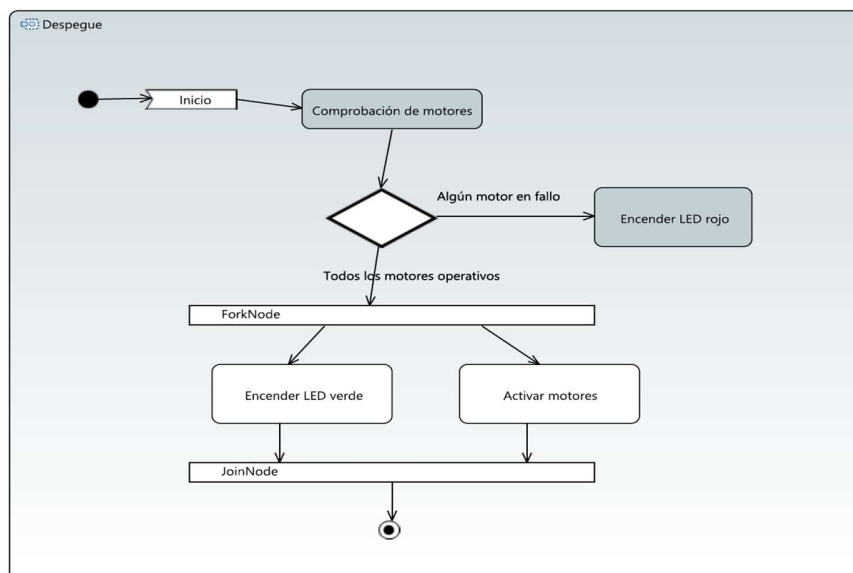 Despegue
Inicio
Comprobación de motores
Algún motor en fallo
Encender LED rojo
Todos los motores operativos
ForkNode
Encender LED verde
Activar motores
JoinNode